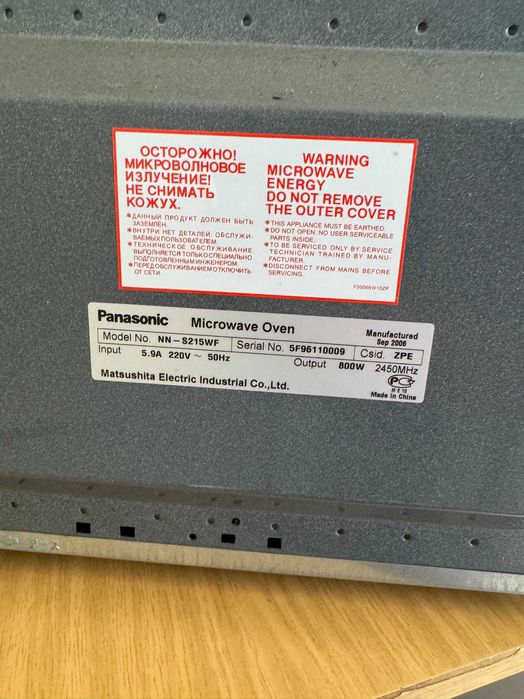 ОСТОРОЖНО!
МИКРОВОЛНОВОЕ
ИЗЛУЧЕНИЕ!
НЕ СНИМАТЬ
КОЖУХ.
*ДАННЫЙ ПРОДУКТ ДОЛЖЕН БЫТЬ
ЗАЗЕМЛЁН.
*ВНУТРИ НЕТ ДЕТАЛЕЙ, ОБСЛУЖИ-
ВАЕМЫХ ПОЛЬЗОВАТЕЛЕМ.
*ТЕХНИЧЕСКОЕ ОБСЛУЖИВАНИЕ
ВЫПОЛНЯЕТСЯ ТОЛЬКО СПЕЦИАЛЬНО
ПОДГОТОВЛЕННЫМ ИНЖЕНЕРОМ.
*ПЕРЕД ОБСЛУЖИВАНИЕМ ОТКЛЮЧИТЬ
ОТ СЕТИ.
WARNING
MICROWAVE
ENERGY
DO NOT REMOVE
THE OUTER COVER
*THIS APPLIANCE MUST BE EARTHED.
*DO NOT OPEN. NO USER SERVICEABLE
PARTS INSIDE.
*TO BE SERVICED ONLY BY SERVICE
TECHNICIAN TRAINED BY MANU-
FACTURER.
*DISCONNECT FROM MAINS BEFORE
SERVICING.
F00066W10ZP
Panasonic Microwave Oven
Manufactured
Sep 2006
Model No. NN-S215WF Serial No. 5F96110009 Csid. ZPE
Input 5.9A 220V ~ 50Hz Output 800W 2450MHz
Matsushita Electric Industrial Co.,Ltd.
ME10
Made in China